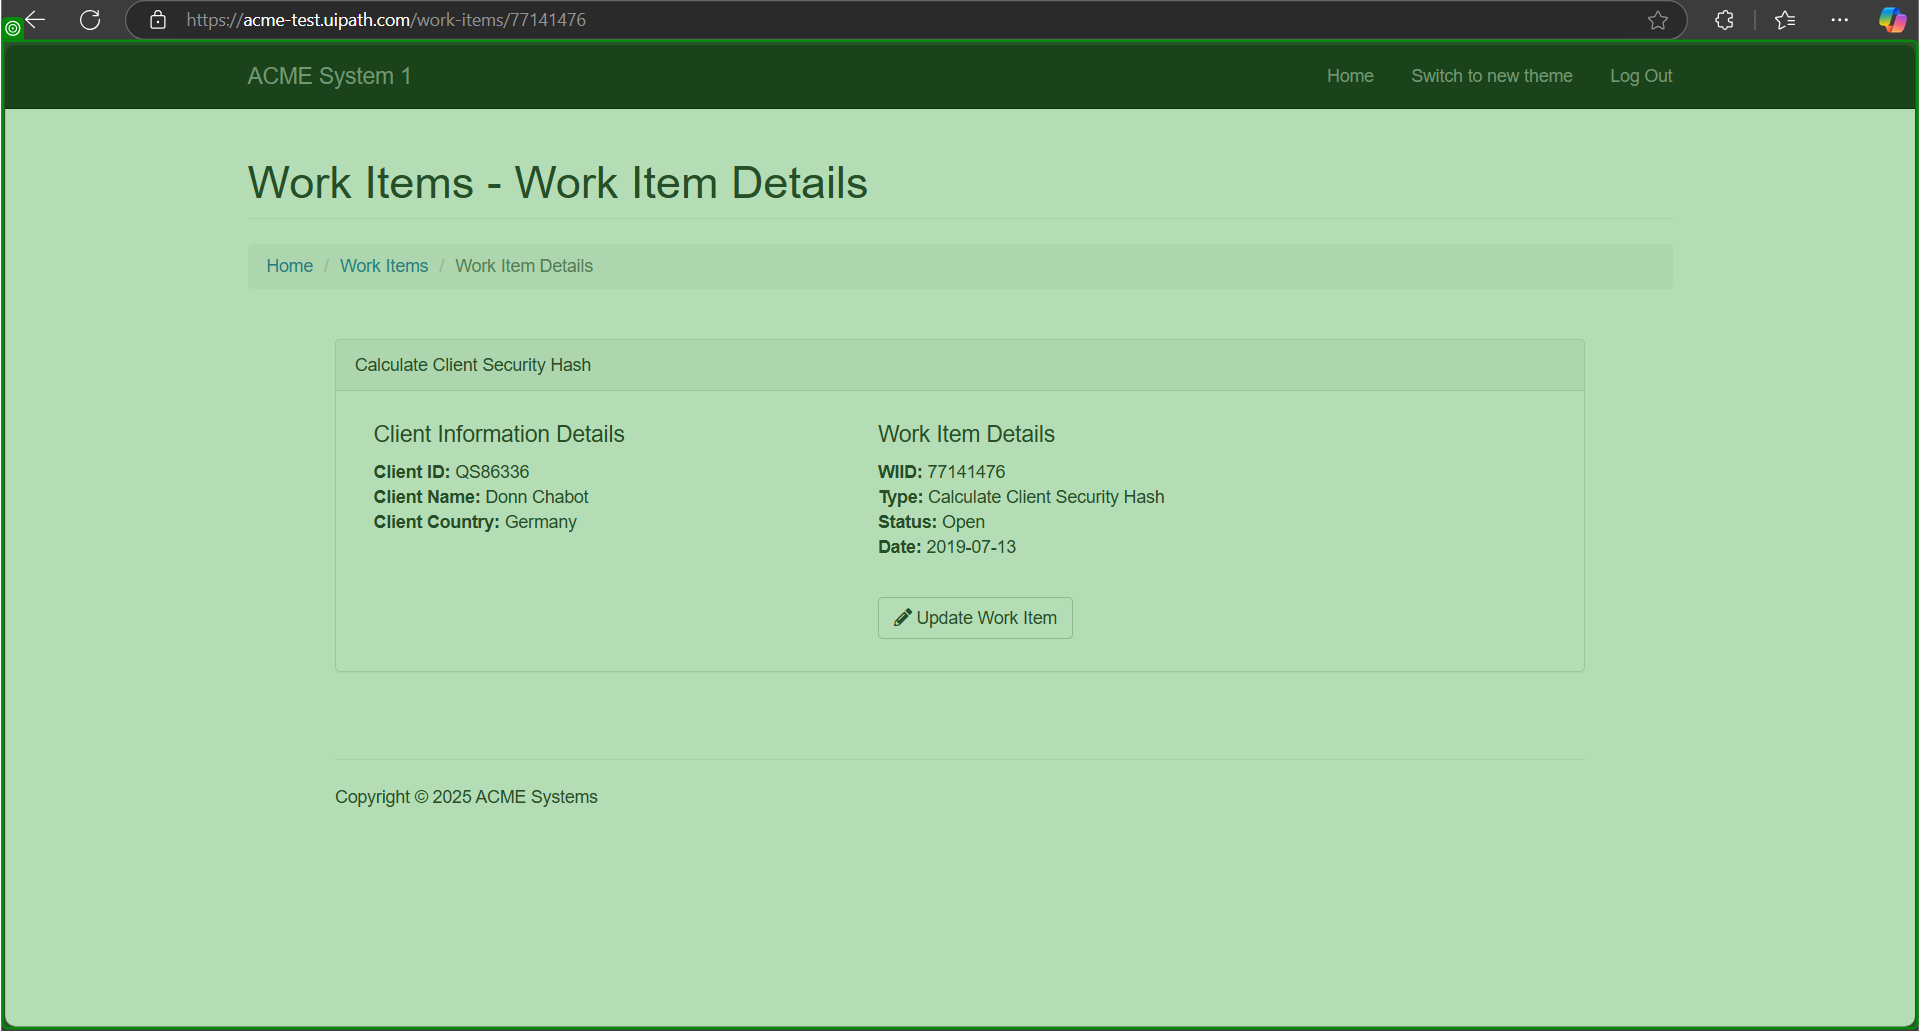 https://acme-test.uipath.com/work-items/77141476
ACME System 1
Home
Switch to new theme
Log Out
Work Items - Work Item Details
Home / Work Items / Work Item Details
Calculate Client Security Hash
Client Information Details
Client ID: QS86336
Client Name: Donn Chabot
Client Country: Germany
Work Item Details
WIID: 77141476
Type: Calculate Client Security Hash
Status: Open
Date: 2019-07-13
Update Work Item
Copyright © 2025 ACME Systems